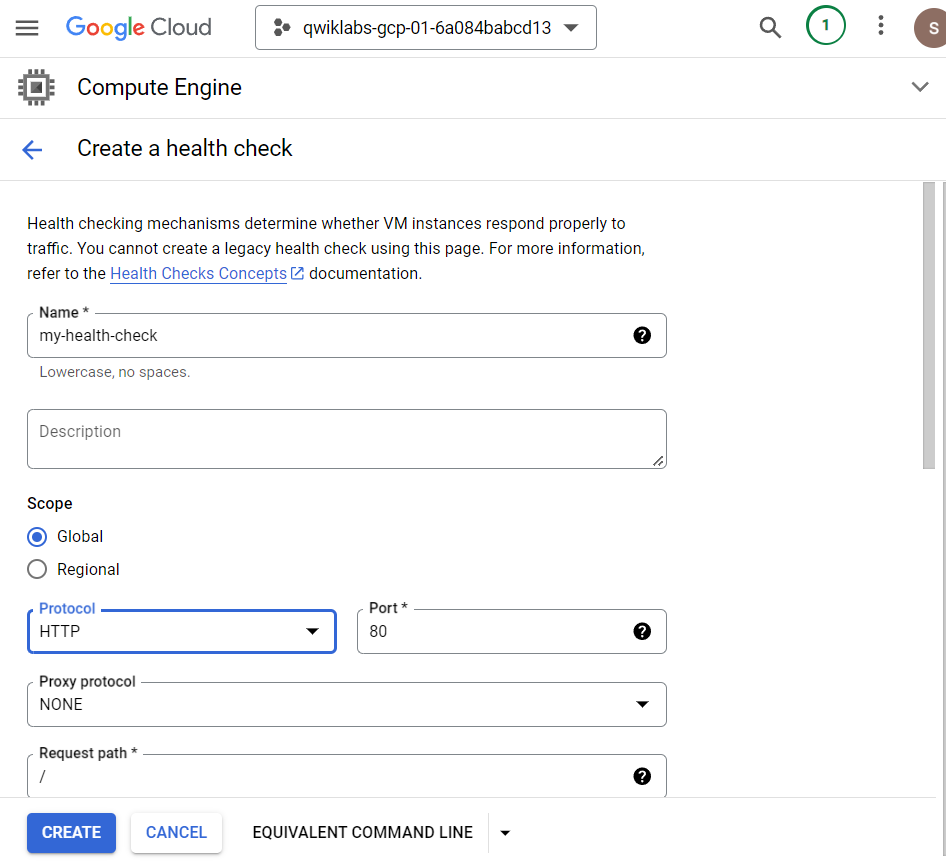 Google Cloud
qwiklabs-gcp-01-6a084babcd13
1
S
Compute Engine
Create a health check
Health checking mechanisms determine whether VM instances respond properly to
traffic. You cannot create a legacy health check using this page. For more information,
refer to the Health Checks Concepts documentation.
Name *
my-health-check
Lowercase, no spaces.
Description
Scope
Global
Regional
Protocol
HTTP
Port *
80
Proxy protocol
NONE
Request path *
/
CREATE
CANCEL
EQUIVALENT COMMAND LINE